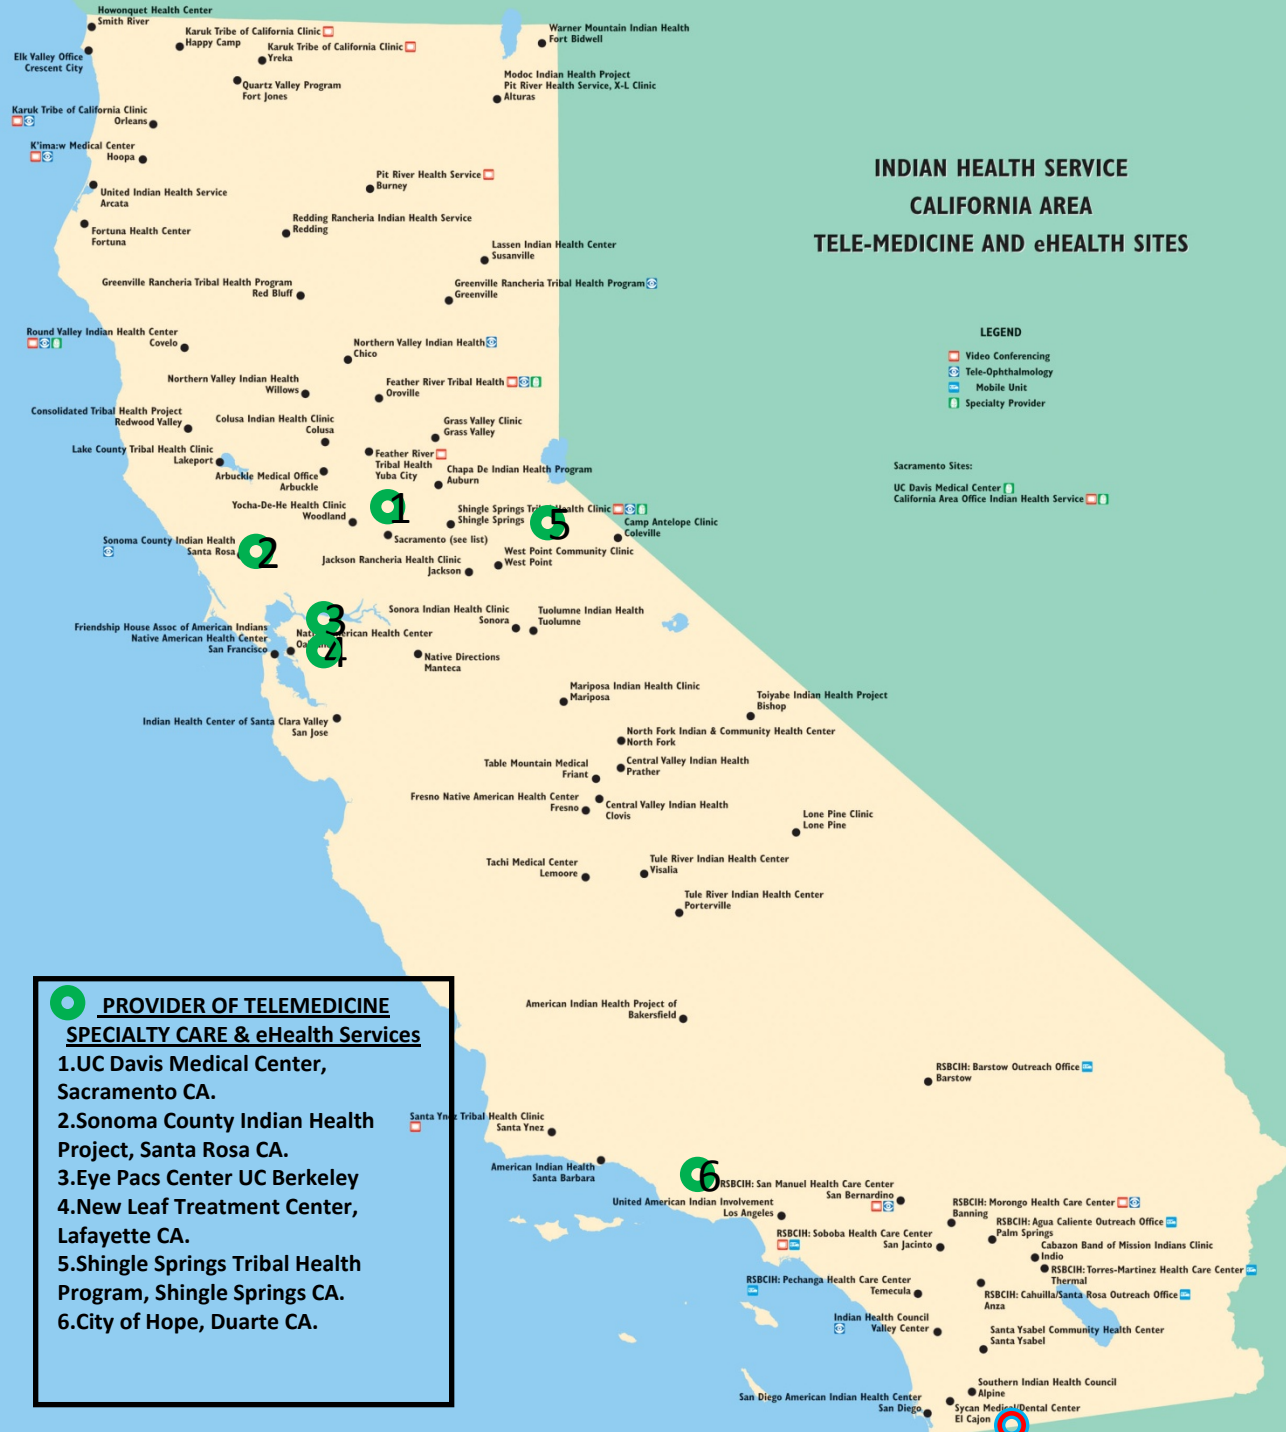 Howonquet Health Center
Smith River
Karuk Tribe of California Clinic
Happy Camp
Karuk Tribe of California Clinic
Yreka
Warner Mountain Indian Health
Fort Bidwell
Elk Valley Office
Crescent City
Quartz Valley Program
Fort Jones
Modoc Indian Health Project
Pit River Health Service, X-L Clinic
Alturas
Karuk Tribe of California Clinic
Orleans
K'ima:w Medical Center
Hoopa
INDIAN HEALTH SERVICE
CALIFORNIA AREA
TELE-MEDICINE AND eHEALTH SITES
Pit River Health Service
Burney
United Indian Health Service
Arcata
Redding Rancheria Indian Health Service
Redding
Fortuna Health Center
Fortuna
Lassen Indian Health Center
Susanville
Greenville Rancheria Tribal Health Program
Red Bluff
Greenville Rancheria Tribal Health Program
Greenville
Round Valley Indian Health Center
Covelo
Northern Valley Indian Health
Chico
LEGEND
Video Conferencing
Tele-Ophthalmology
Mobile Unit
Specialty Provider
Northern Valley Indian Health
Willows
Feather River Tribal Health
Oroville
Consolidated Tribal Health Project
Redwood Valley
Colusa Indian Health Clinic
Colusa
Grass Valley Clinic
Grass Valley
Lake County Tribal Health Clinic
Lakeport
Feather River
Tribal Health
Yuba City
Arbuckle Medical Office
Arbuckle
Chapa De Indian Health Program
Auburn
Sacramento Sites:
UC Davis Medical Center
California Area Office Indian Health Service
Yocha-De-He Health Clinic
Woodland
1
Shingle Springs Tribal Health Clinic
Shingle Springs
5
Camp Antelope Clinic
Coleville
Sacramento (see list)
Sonoma County Indian Health
Santa Rosa
2
Jackson Rancheria Health Clinic
Jackson
West Point Community Clinic
West Point
3
Sonora Indian Health Clinic
Sonora
Tuolumne Indian Health
Tuolumne
Friendship House Assoc of American Indians
Native American Health Center
San Francisco
Native American Health Center
4
Native Directions
Manteca
Mariposa Indian Health Clinic
Mariposa
Toiyabe Indian Health Project
Bishop
Indian Health Center of Santa Clara Valley
San Jose
North Fork Indian & Community Health Center
North Fork
Table Mountain Medical
Friant
Central Valley Indian Health
Prather
Fresno Native American Health Center
Fresno
Central Valley Indian Health
Clovis
Lone Pine Clinic
Lone Pine
Tachi Medical Center
Lemoore
Tule River Indian Health Center
Visalia
Tule River Indian Health Center
Porterville
American Indian Health Project of
Bakersfield
PROVIDER OF TELEMEDICINE
SPECIALTY CARE & eHealth Services
1.UC Davis Medical Center,
Sacramento CA.
2.Sonoma County Indian Health
Project, Santa Rosa CA.
3.Eye Pacs Center UC Berkeley
4.New Leaf Treatment Center,
Lafayette CA.
5.Shingle Springs Tribal Health
Program, Shingle Springs CA.
6.City of Hope, Duarte CA.
RSBCIH: Barstow Outreach Office
Barstow
Santa Ynez Tribal Health Clinic
Santa Ynez
American Indian Health
Santa Barbara
6
RSBCIH: San Manuel Health Care Center
San Bernardino
United American Indian Involvement
Los Angeles
RSBCIH: Morongo Health Care Center
Banning
RSBCIH: Agua Caliente Outreach Office
Palm Springs
RSBCIH: Soboba Health Care Center
San Jacinto
Cabazon Band of Mission Indians Clinic
Indio
RSBCIH: Torres-Martinez Health Care Center
Thermal
RSBCIH: Pechanga Health Care Center
Temecula
RSBCIH: Cahuilla/Santa Rosa Outreach Office
Anza
Indian Health Council
Valley Center
Santa Ysabel Community Health Center
Santa Ysabel
Southern Indian Health Council
Alpine
San Diego American Indian Health Center
San Diego
Sycan Medical/Dental Center
El Cajon